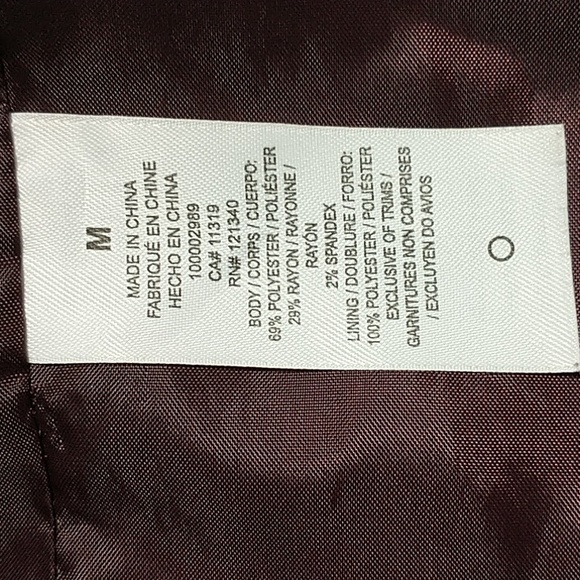 M
MADE IN CHINA
FABRIQUÉ EN CHINE
HECHO EN CHINA
100002989
CA# 11319
RN# 121340
BODY / CORPS / CUERPO:
69% POLYESTER / POLIÉSTER
29% RAYON / RAYONNE /
RAYÓN
2% SPANDEX
LINING / DOUBLURE / FORRO:
100% POLYESTER / POLIÉSTER
EXCLUSIVE OF TRIMS /
GARNITURES NON COMPRISES
/ EXCLUYEN DO AVIOS